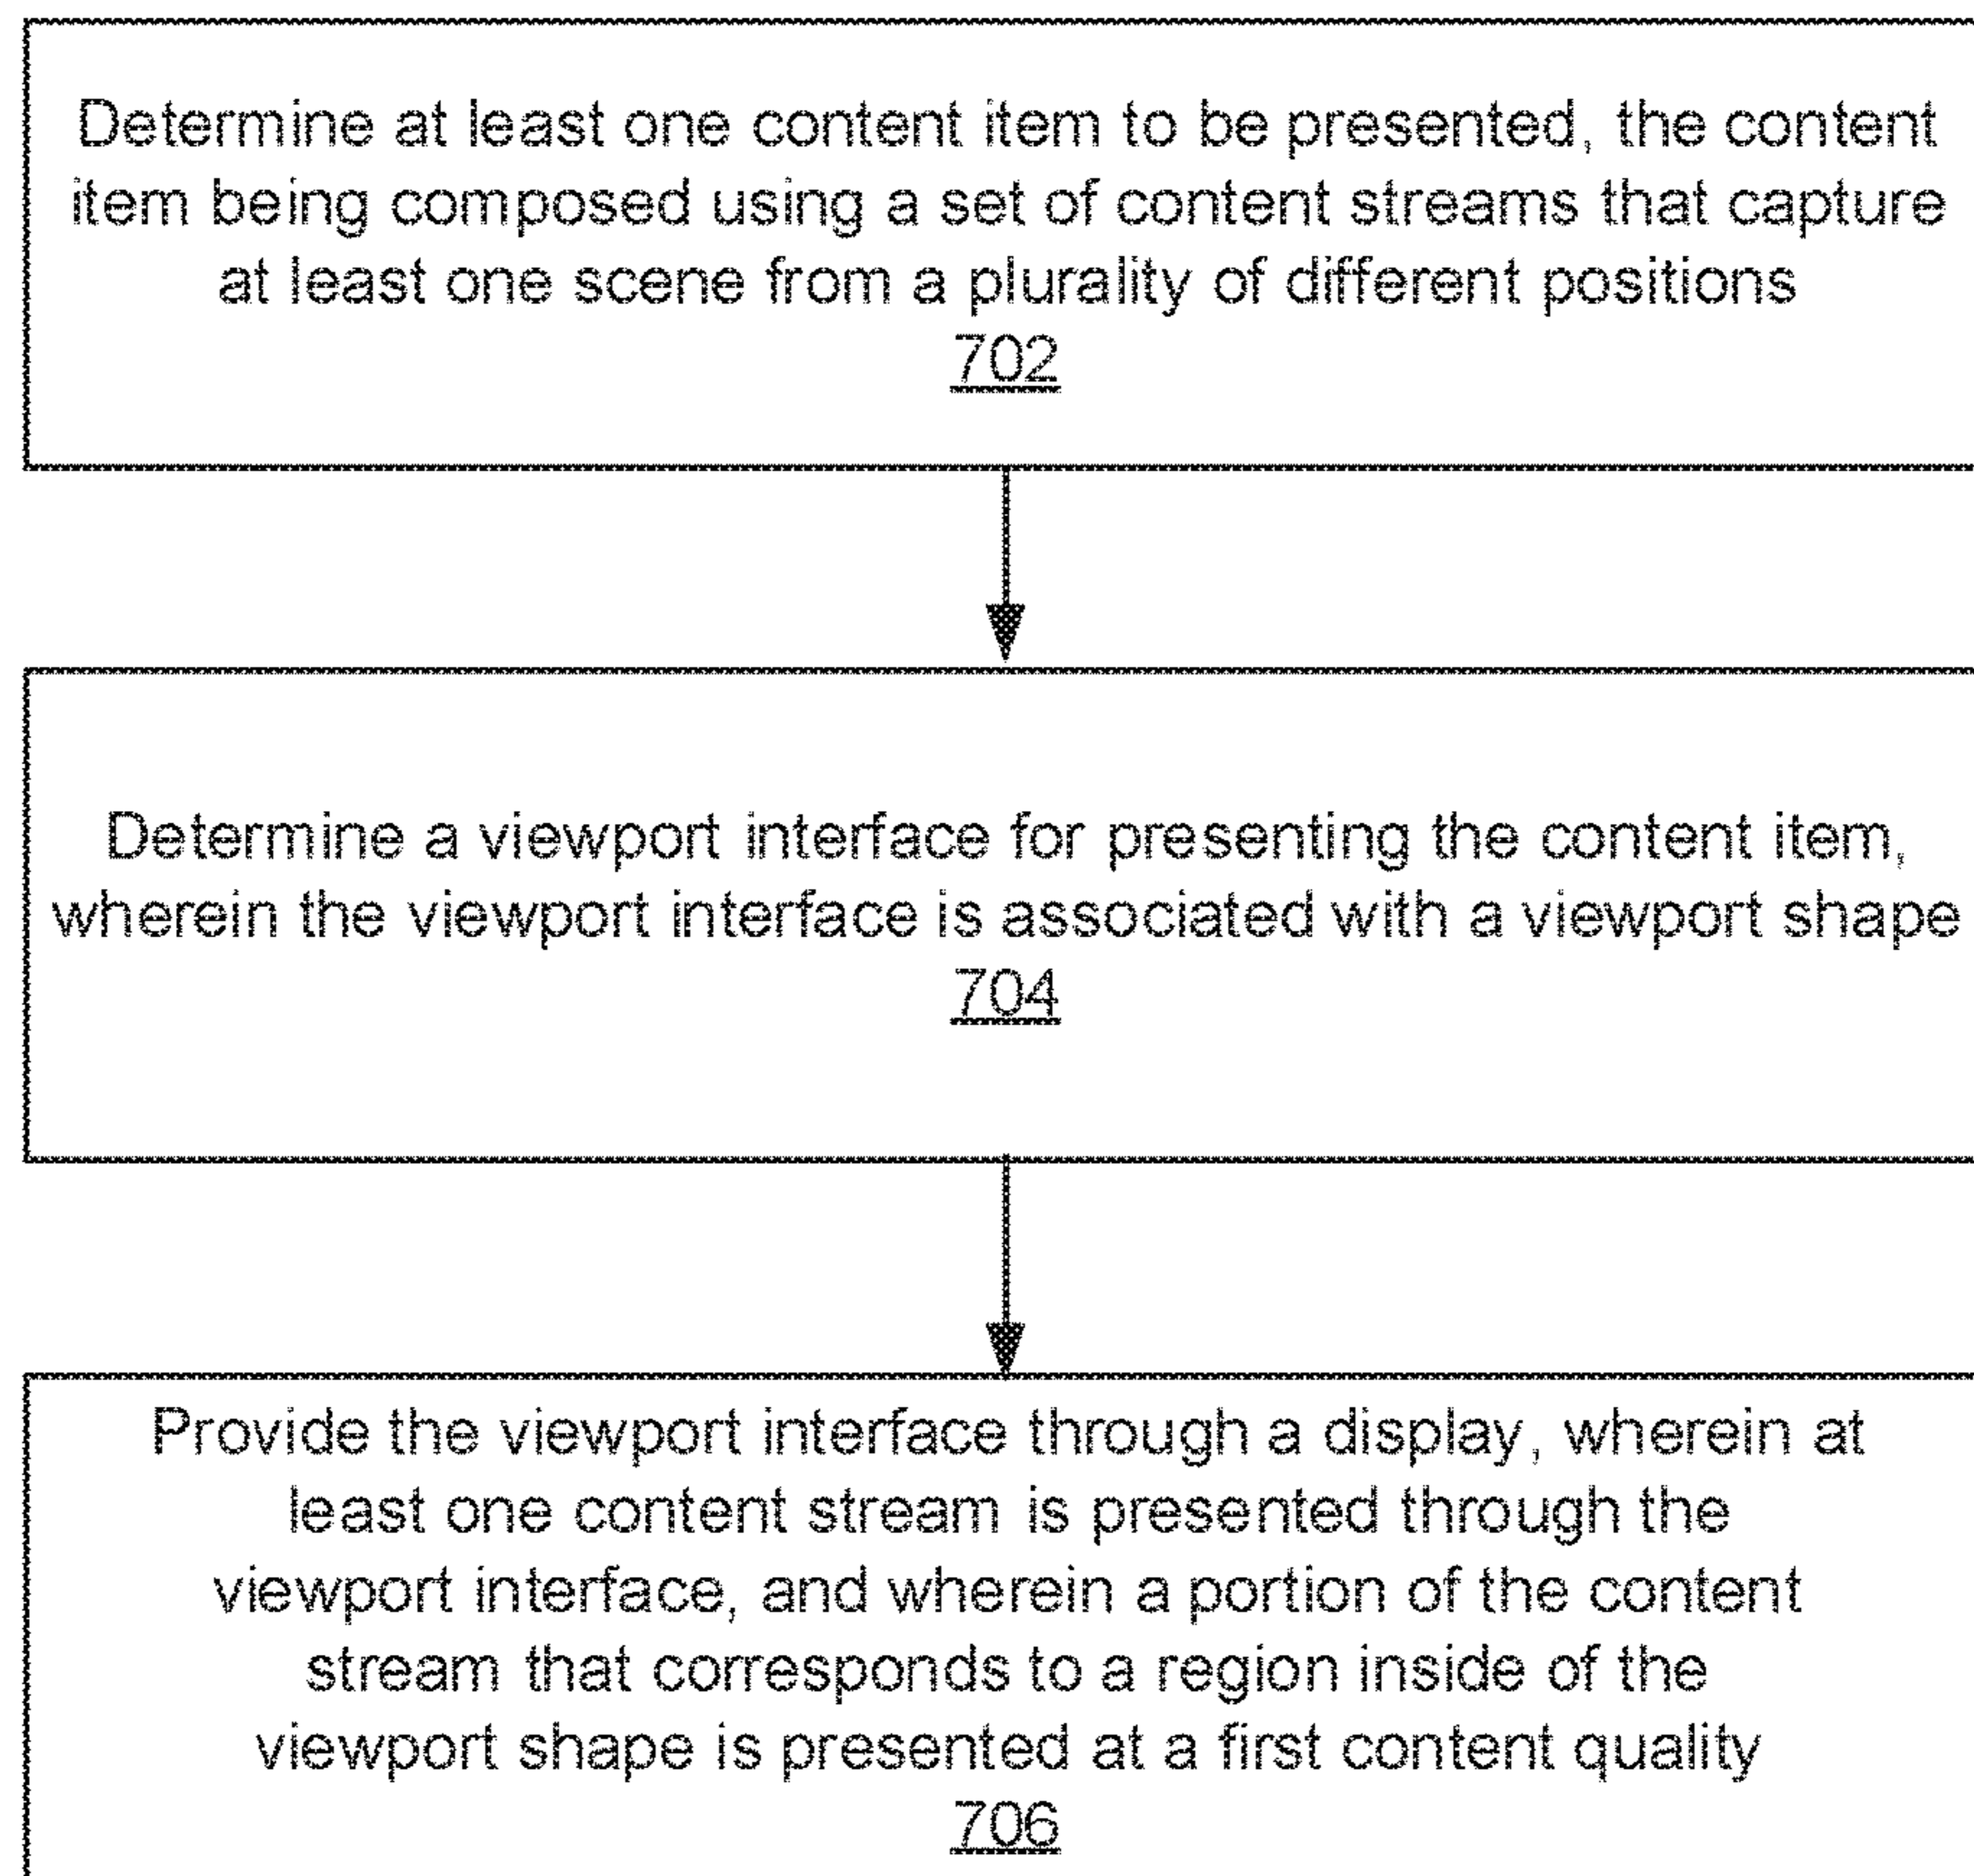 Determine at least one content item to be presented, the content
item being composed using a set of content streams that capture
at least one scene from a plurality of different positions
702
Determine a viewport interface for presenting the content item,
wherein the viewport interface is associated with a viewport shape
704
Provide the viewport interface through a display, wherein at
least one content stream is presented through the
viewport interface, and wherein a portion of the content
stream that corresponds to a region inside of the
viewport shape is presented at a first content quality
706